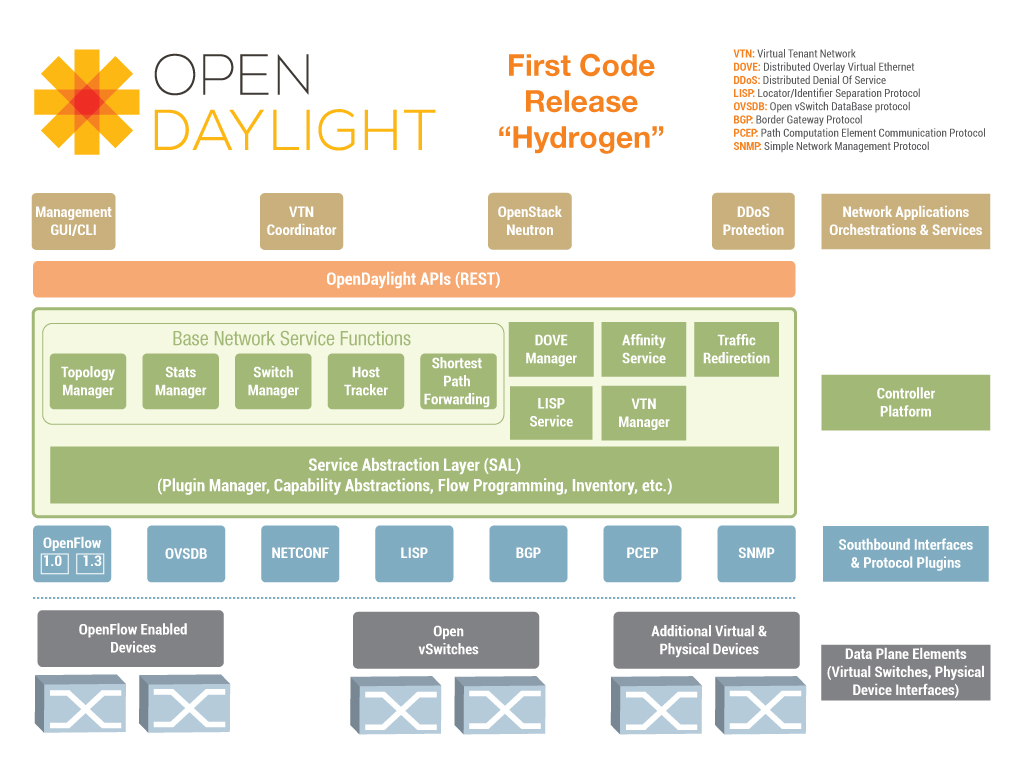 OPEN
DAYLIGHT
First Code
Release
“Hydrogen”
VTN: Virtual Tenant Network
DOVE: Distributed Overlay Virtual Ethernet
DDoS: Distributed Denial Of Service
LISP: Locator/Identifier Separation Protocol
OVSDB: Open vSwitch DataBase protocol
BGP: Border Gateway Protocol
PCEP: Path Computation Element Communication Protocol
SNMP: Simple Network Management Protocol
Management
GUI/CLI
VTN
Coordinator
OpenStack
Neutron
DDoS
Protection
Network Applications
Orchestrations & Services
OpenDaylight APIs (REST)
Base Network Service Functions
Topology
Manager
Stats
Manager
Switch
Manager
Host
Tracker
Shortest
Path
Forwarding
DOVE
Manager
Affinity
Service
Traffic
Redirection
LISP
Service
VTN
Manager
Controller
Platform
Service Abstraction Layer (SAL)
(Plugin Manager, Capability Abstractions, Flow Programming, Inventory, etc.)
OpenFlow
1.0 1.3
OVSDB
NETCONF
LISP
BGP
PCEP
SNMP
Southbound Interfaces
& Protocol Plugins
OpenFlow Enabled
Devices
Open
vSwitches
Additional Virtual &
Physical Devices
Data Plane Elements
(Virtual Switches, Physical
Device Interfaces)